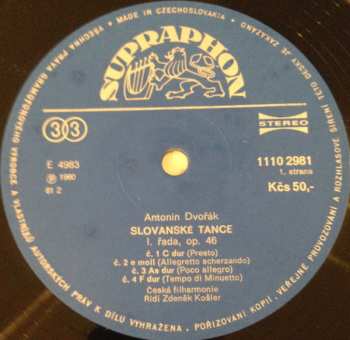 VŠECHNA PRÁVA GRAMOFONOVÉHO VÝROBCE A VLASTNÍKŮ AUTORSKÝCH PRÁV K DÍLU VYHRAZENA. POŘIZOVÁNÍ KOPIÍ, VEŘEJNÉ PROVOZOVÁNÍ A ROZHLASOVÉ ŠÍŘENÍ TÉTO DESKY JE ZAKÁZÁNO
• MADE IN CZECHOSLOVAKIA •
SUPRAPHON
33
STEREO
E 4983
1110 2981
℗ 1980
1. strana
81 2
Kčs 50,-
Antonín Dvořák
SLOVANSKÉ TANCE
I. řada, op. 46
č. 1 C dur (Presto)
č. 2 e moll (Allegretto scherzando)
č. 3 As dur (Poco allegro)
č. 4 F dur (Tempo di Minuetto)
Česká filharmonie
Řídí Zdeněk Košler